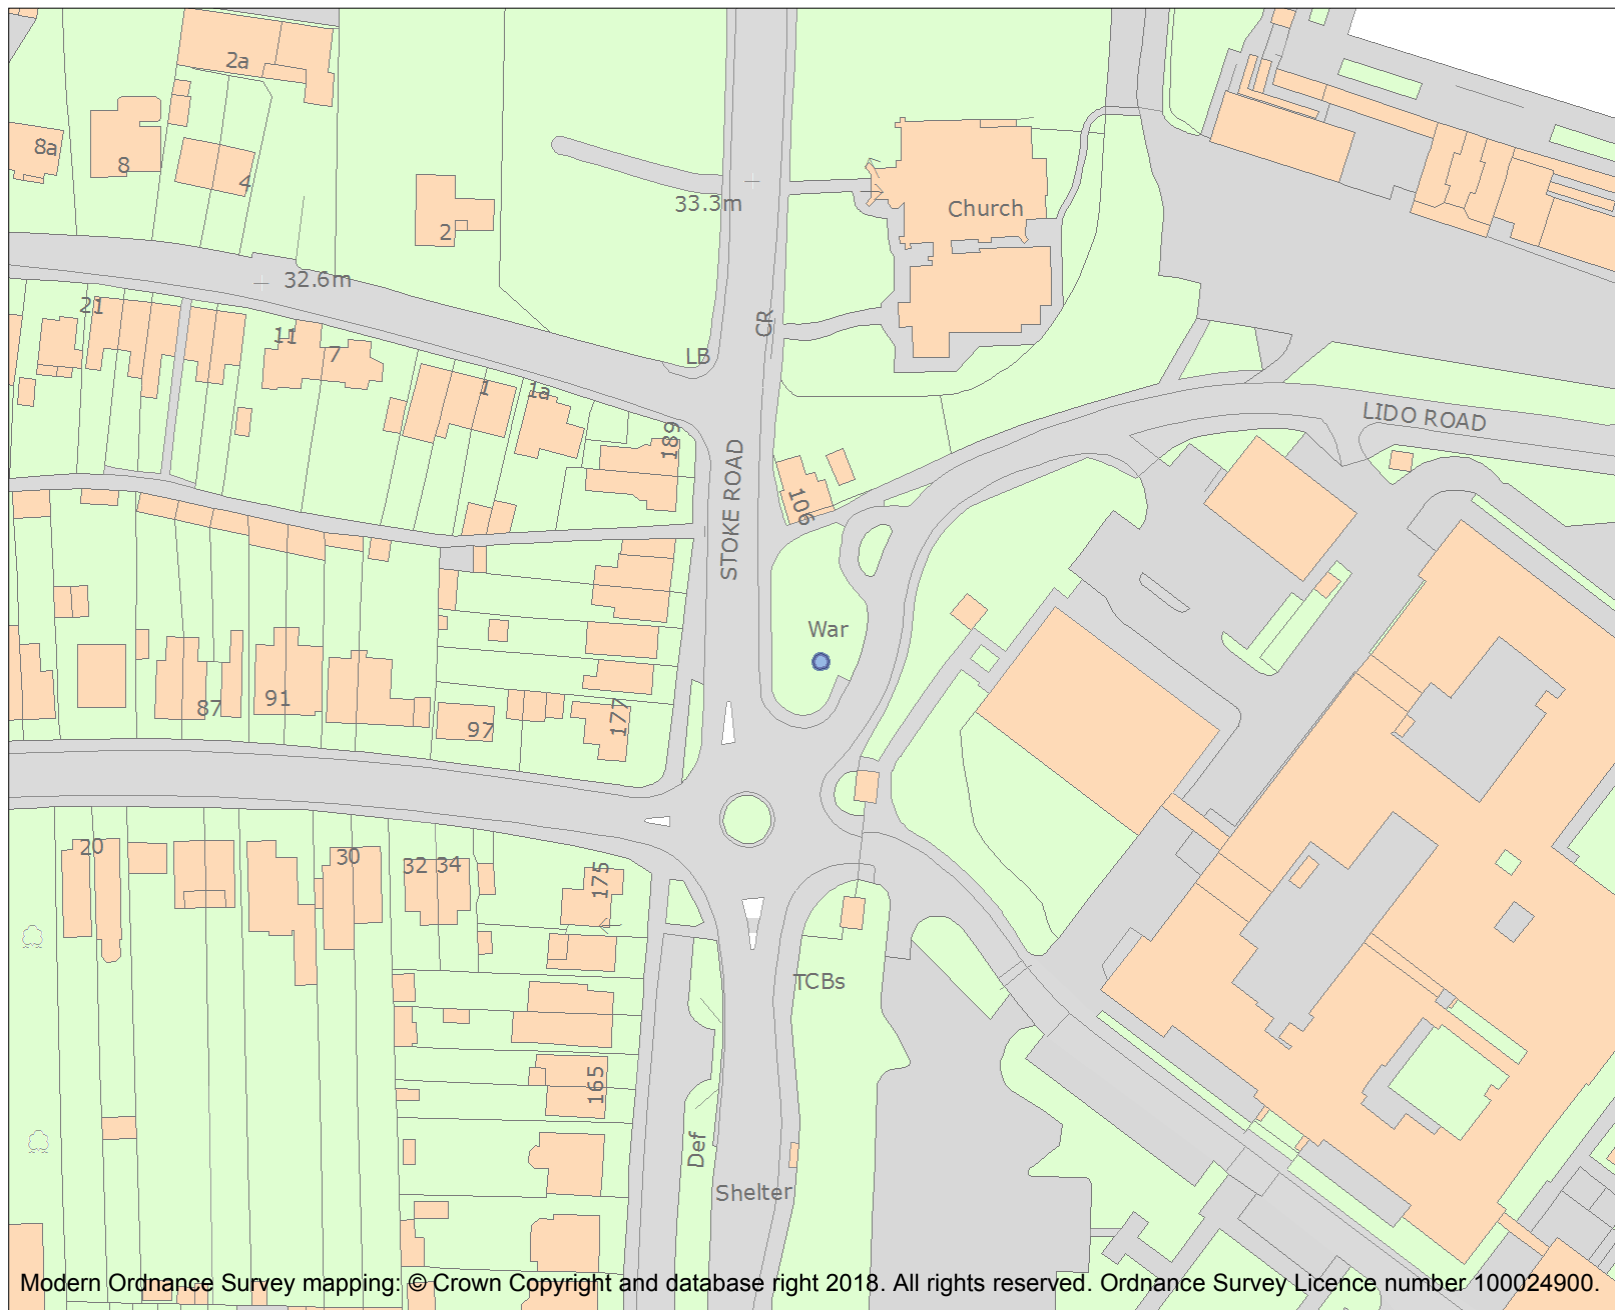 2a
8a
8
4
33.3m
Church
2
32.6m
21
11
7
CR
LB
1
1a
189
LIDO ROAD
STOKE ROAD
106
War
87
91
97
177
20
30
32 34
175
TCBs
165
Def
Shelter
Modern Ordnance Survey mapping: © Crown Copyright and database right 2018. All rights reserved. Ordnance Survey Licence number 100024900.